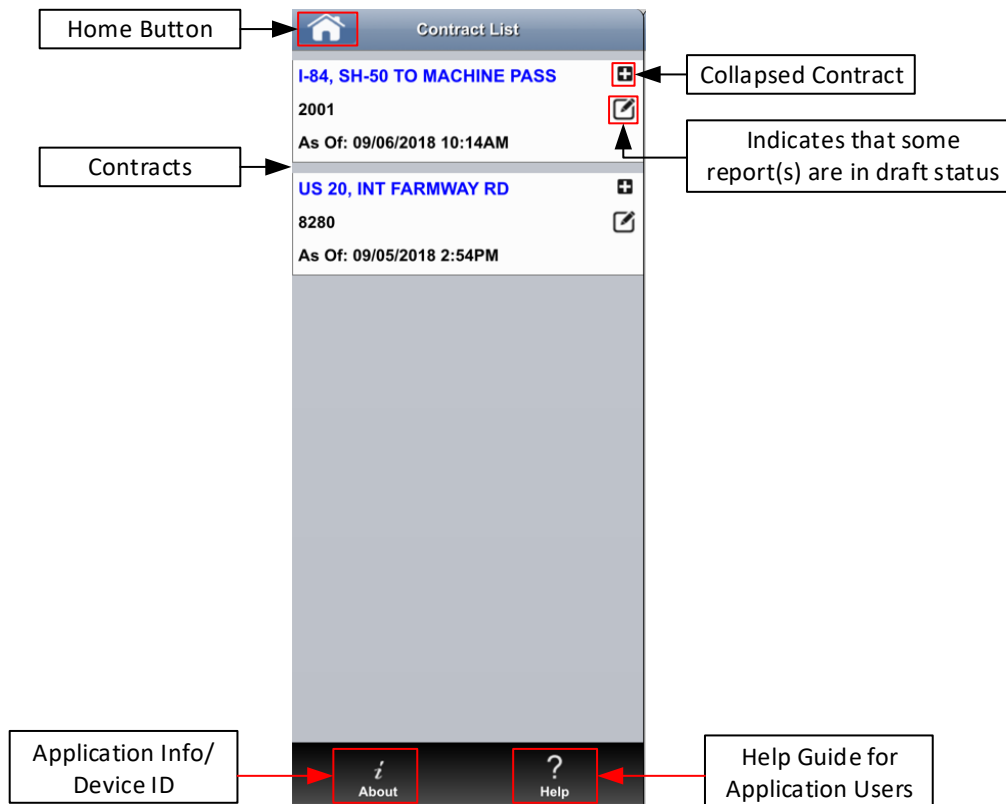 Home Button
Contract List
I-84, SH-50 TO MACHINE PASS
Collapsed Contract
2001
As Of: 09/06/2018 10:14AM
Indicates that some
report(s) are in draft status
Contracts
US 20, INT FARMWAY RD
8280
As Of: 09/05/2018 2:54PM
Application Info/
Device ID
i
About
?
Help
Help Guide for
Application Users